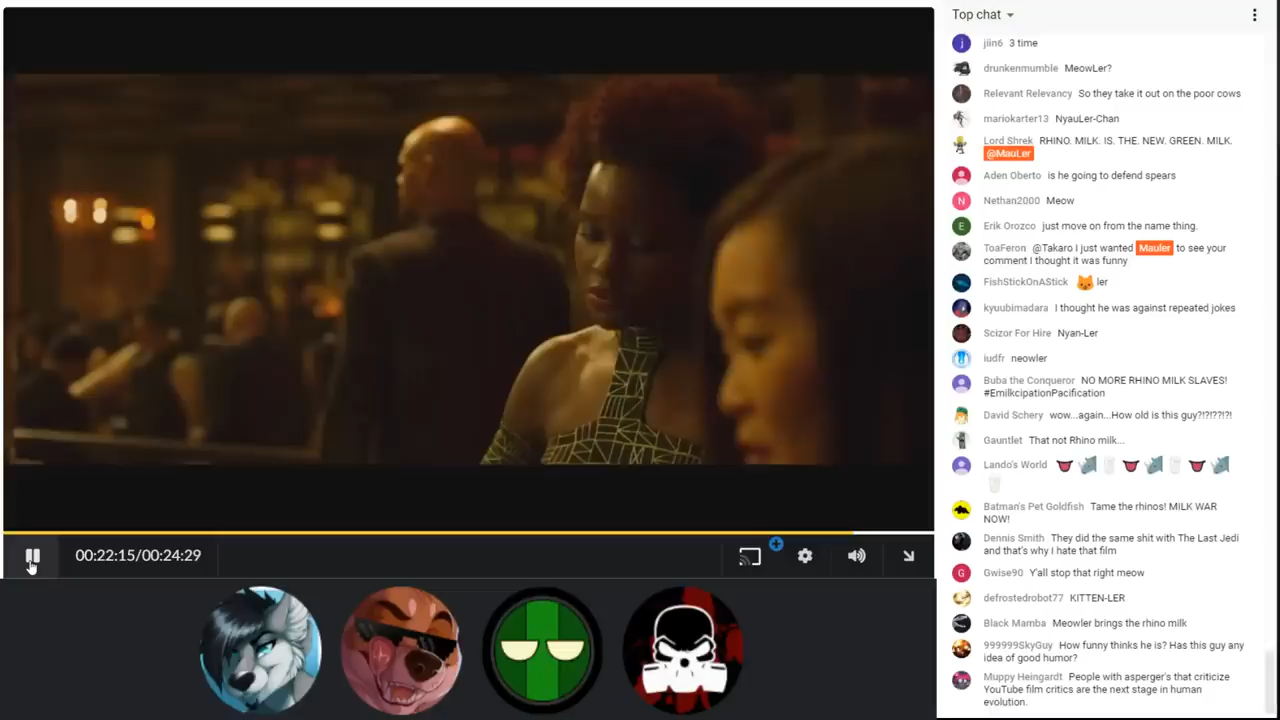 Top chat
jiin6 3 time
drunkenmumble MeowLer?
Relevant Relevancy So they take it out on the poor cows
mariokarter13 NyauLer-Chan
Lord Shrek RHINO. MILK. IS. THE. NEW. GREEN. MILK.
@MauLer
Aden Oberto is he going to defend spears
N Nethan2000 Meow
E Erik Orozco just move on from the name thing.
ToaFeron @Takaro I just wanted Mauler to see your
comment I thought it was funny
FishStickOnAStick ler
kyuubimadara I thought he was against repeated jokes
Scizor For Hire Nyan-Ler
iudfr neowler
Buba the Conqueror NO MORE RHINO MILK SLAVES!
#EmilkcipationPacification
David Schery wow...again...How old is this guy?!?!??!?!
Gauntlet That not Rhino milk...
Lando's World
Batman's Pet Goldfish Tame the rhinos! MILK WAR
NOW!
Dennis Smith They did the same shit with The Last Jedi
and that's why I hate that film
G Gwise90 Y'all stop that right meow
defrostedrobot77 KITTEN-LER
Black Mamba Meowler brings the rhino milk
999999SkyGuy How funny thinks he is? Has this guy any
idea of good humor?
Muppy Heingardt People with asperger's that criticize
YouTube film critics are the next stage in human
evolution.
00:22:15/00:24:29